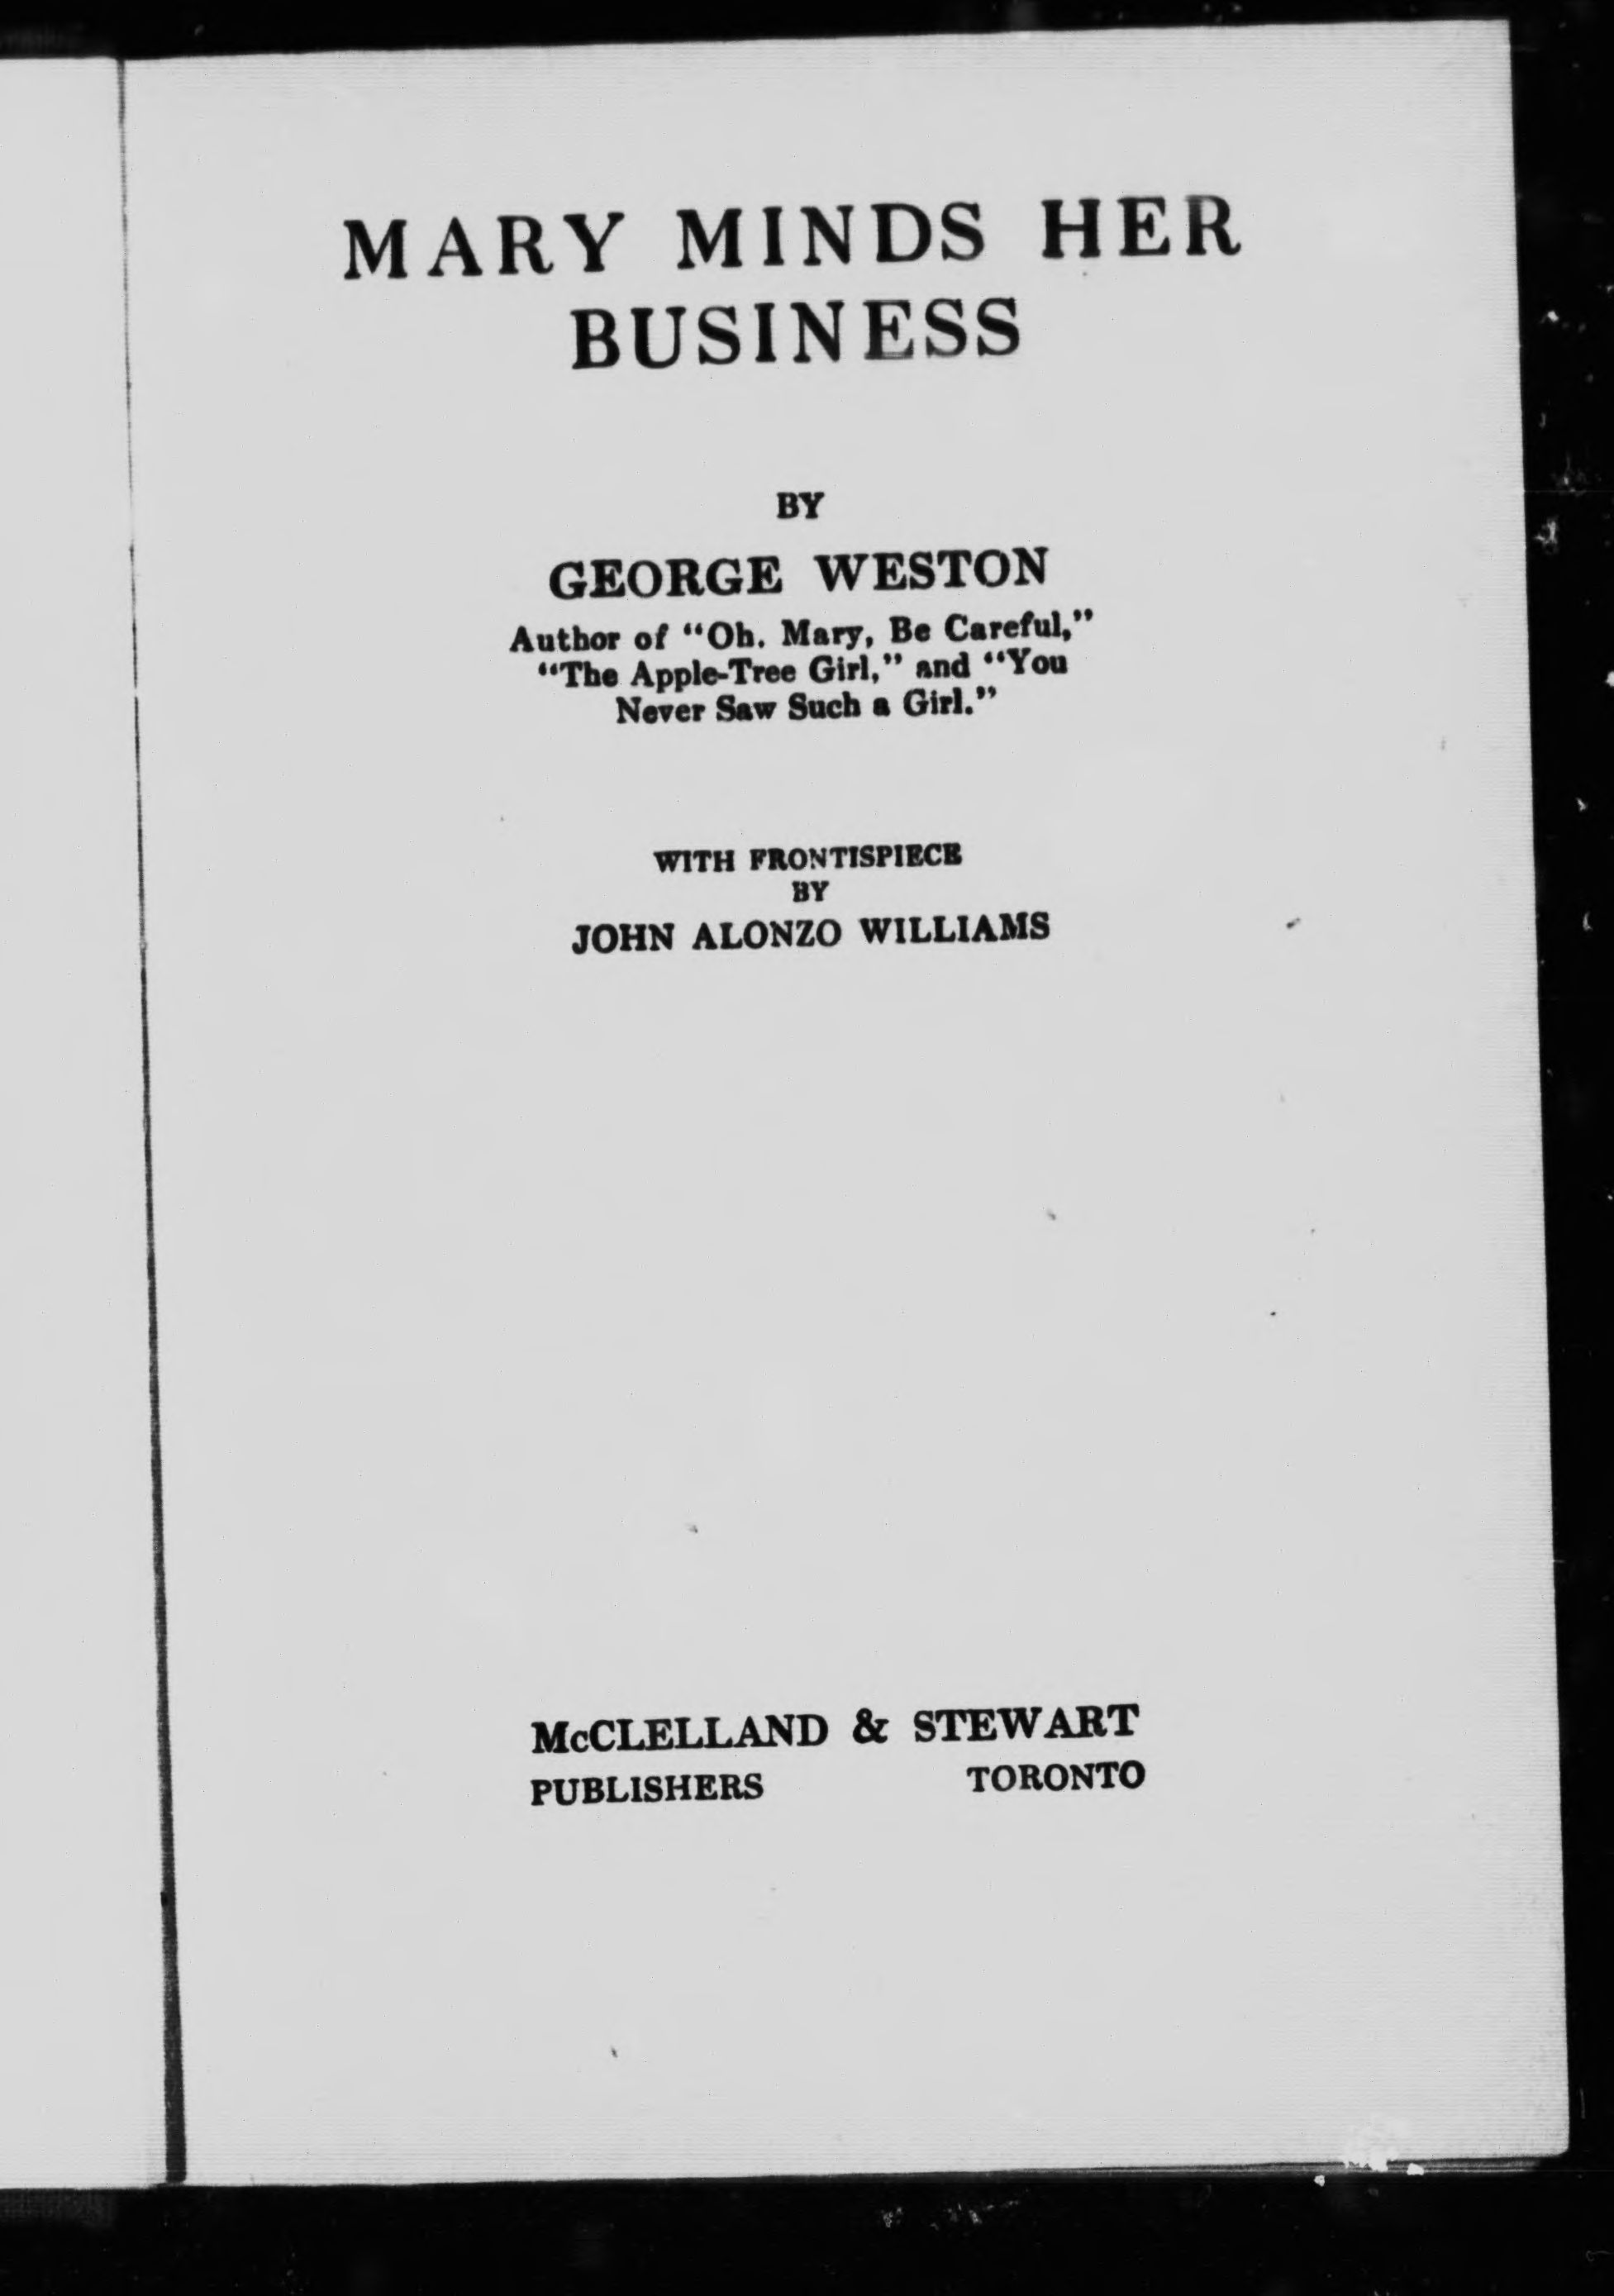 MARY MINDS HER
BUSINESS
BY
GEORGE WESTON
Author of "Oh. Mary, Be Careful,"
"The Apple-Tree Girl," and "You
Never Saw Such a Girl."
WITH FRONTISPIECE
BY
JOHN ALONZO WILLIAMS
McCLELLAND & STEWART
PUBLISHERS TORONTO